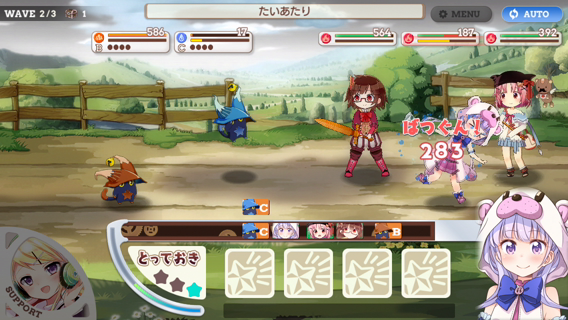 WAVE 2/3 1
たいあたり
MENU
AUTO
586
B
17
C
564
187
392
ばつぐん!
283
C
C
B
とっておき
SUPPORT